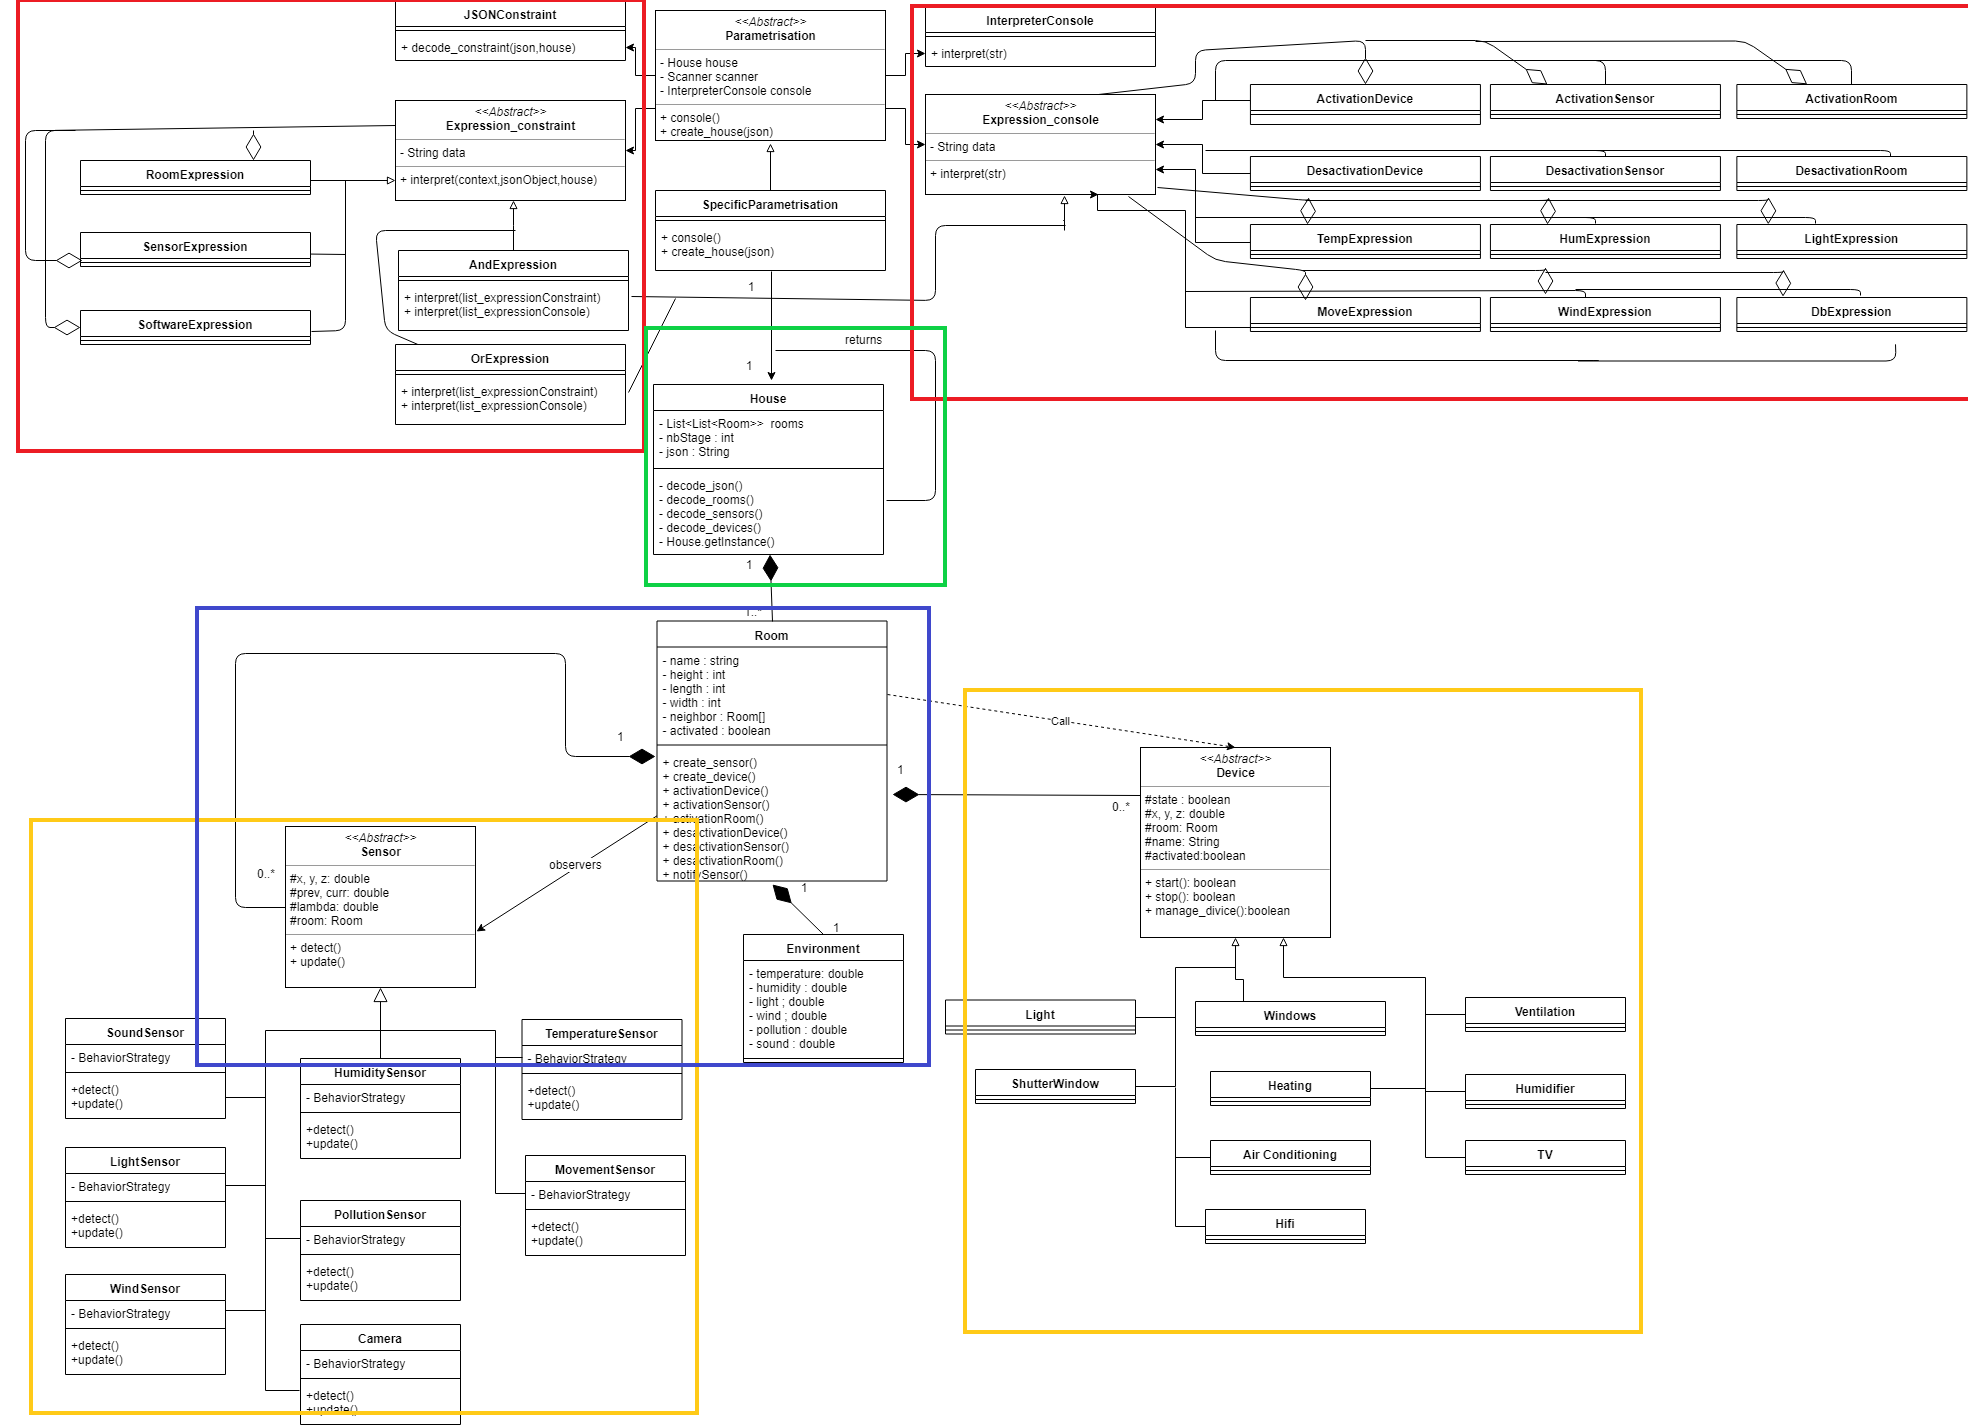 JSONConstraint
+ decode_constraint(json,house)
<<Abstract>>
Parametrisation
- House house
- Scanner scanner
- InterpreterConsole console
+ console()
+ create_house(json)
InterpreterConsole
+ interpret(str)
<<Abstract>>
Expression_constraint
- String data
+ interpret(context,jsonObject,house)
<<Abstract>>
Expression_console
- String data
+ interpret(str)
ActivationDevice
ActivationSensor
ActivationRoom
RoomExpression
SensorExpression
SoftwareExpression
DesactivationDevice
DesactivationSensor
DesactivationRoom
TempExpression
HumExpression
LightExpression
MoveExpression
WindExpression
DbExpression
SpecificParametrisation
+ console()
+ create_house(json)
AndExpression
+ interpret(list_expressionConstraint)
+ interpret(list_expressionConsole)
OrExpression
+ interpret(list_expressionConstraint)
+ interpret(list_expressionConsole)
1
returns
1
House
- List<List<Room>>  rooms
- nbStage : int
- json : String
- decode_json()
- decode_rooms()
- decode_sensors()
- decode_devices()
- House.getInstance()
1
1..*
Room
- name : string
- height : int
- length : int
- width : int
- neighbor : Room[]
- activated : boolean
+ create_sensor()
+ create_device()
+ activationDevice()
+ activationSensor()
+ activationRoom()
+ desactivationDevice()
+ desactivationSensor()
+ desactivationRoom()
+ notifySensor()
1
1
0..*
Call
observers
0..*
<<Abstract>>
Sensor
#x, y, z: double
#prev, curr: double
#lambda: double
#room: Room
+ detect()
+ update()
1
1
Environment
- temperature: double
- humidity : double
- light ; double
- wind ; double
- pollution : double
- sound : double
<<Abstract>>
Device
#state : boolean
#x, y, z: double
#room: Room
#name: String
#activated:boolean
+ start(): boolean
+ stop(): boolean
+ manage_divice():boolean
SoundSensor
- BehaviorStrategy
+detect()
+update()
HumiditySensor
- BehaviorStrategy
+detect()
+update()
TemperatureSensor
- BehaviorStrategy
+detect()
+update()
LightSensor
- BehaviorStrategy
+detect()
+update()
PollutionSensor
- BehaviorStrategy
+detect()
+update()
MovementSensor
- BehaviorStrategy
+detect()
+update()
WindSensor
- BehaviorStrategy
+detect()
+update()
Camera
- BehaviorStrategy
+detect()
+update()
Light
Windows
Ventilation
ShutterWindow
Heating
Humidifier
Air Conditioning
TV
Hifi